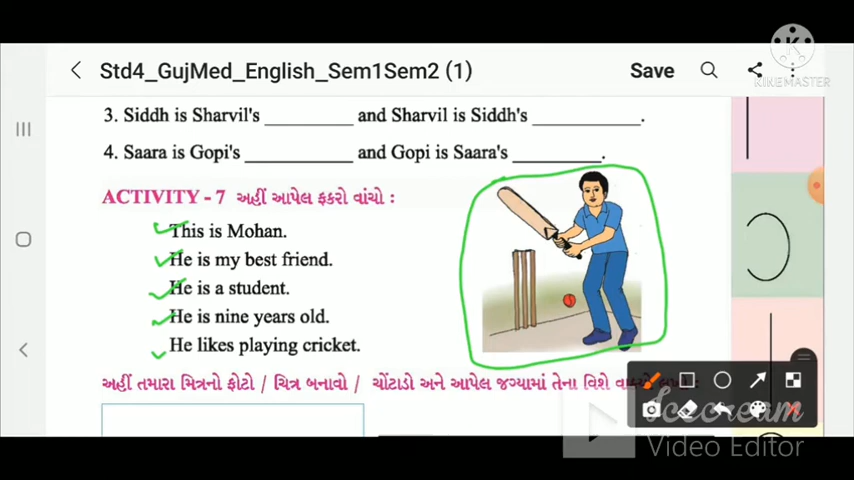 KINEMASTER
Std4_GujMed_English_Sem1Sem2 (1)
Save
3. Siddh is Sharvil's __________ and Sharvil is Siddh's ____________.
4. Saara is Gopi's ____________ and Gopi is Saara's __________.
ACTIVITY - 7 અહીં આપેલ ફકરો વાંચો :
This is Mohan.
He is my best friend.
He is a student.
He is nine years old.
He likes playing cricket.
અહીં તમારા મિત્રનો ફોટો / ચિત્ર બનાવો / ચોંટાડો અને આપેલ જગ્યામાં તેના વિશે
Icecream
Video Editor